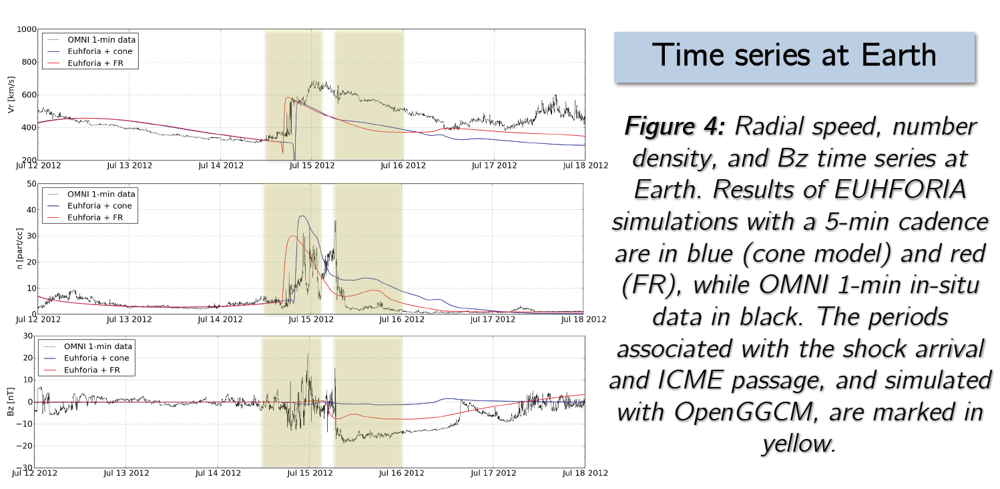 1000
800
600
400
200
Vr [km/s]
OMNI 1-min data
Euhforia + cone
Euhforia + FR
Jul 12 2012 Jul 13 2012 Jul 14 2012 Jul 15 2012 Jul 16 2012 Jul 17 2012 Jul 18 2012
50
40
30
20
10
0
n [part/cc]
OMNI 1-min data
Euhforia + cone
Euhforia + FR
Jul 12 2012 Jul 13 2012 Jul 14 2012 Jul 15 2012 Jul 16 2012 Jul 17 2012 Jul 18 2012
30
20
10
0
−10
−20
−30
Bz [nT]
OMNI 1-min data
Euhforia + cone
Euhforia + FR
Jul 12 2012 Jul 13 2012 Jul 14 2012 Jul 15 2012 Jul 16 2012 Jul 17 2012 Jul 18 2012
Time series at Earth
Figure 4: Radial speed, number
density, and Bz time series at
Earth. Results of EUHFORIA
simulations with a 5-min cadence
are in blue (cone model) and red
(FR), while OMNI 1-min in-situ
data in black. The periods
associated with the shock arrival
and ICME passage, and simulated
with OpenGGCM, are marked in
yellow.